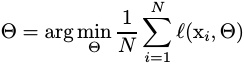 Θ = arg min_Θ 1/N ∑_{i=1}^{N} ℓ(x_i, Θ)